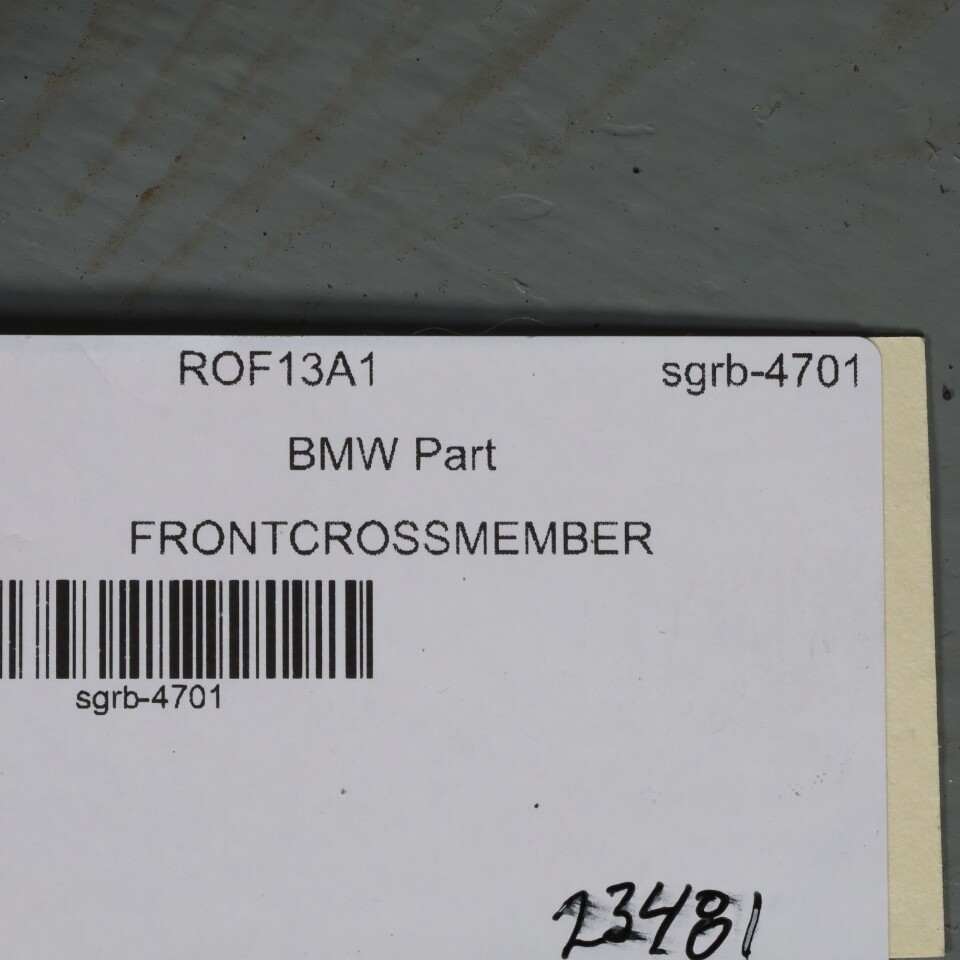 ROF13A1 sgrb-4701
BMW Part
FRONTCROSSMEMBER
sgrb-4701
23481